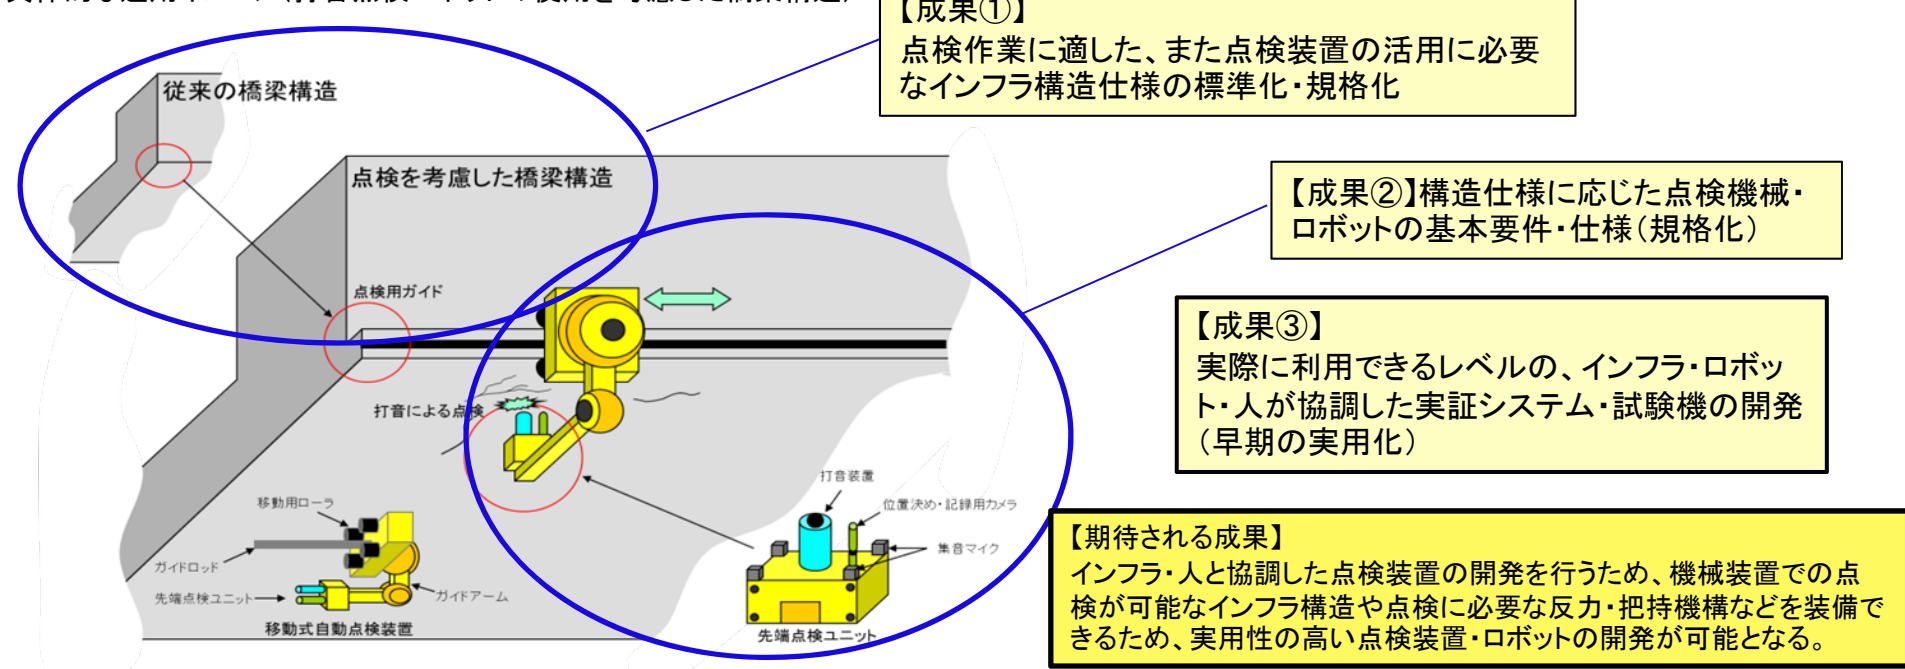 【成果①】
点検作業に適した、また点検装置の活用に必要
なインフラ構造仕様の標準化・規格化
従来の橋梁構造
点検を考慮した橋梁構造
【成果②】構造仕様に応じた点検機械・
ロボットの基本要件・仕様（規格化）
点検用ガイド
【成果③】
実際に利用できるレベルの、インフラ・ロボッ
ト・人が協調した実証システム・試験機の開発
（早期の実用化）
打音による点検
打音装置
位置決め・記録用カメラ
集音マイク
先端点検ユニット
移動用ローラ
ガイドロッド
先端点検ユニット
ガイドアーム
移動式自動点検装置
【期待される成果】
インフラ・人と協調した点検装置の開発を行うため、機械装置での点
検が可能なインフラ構造や点検に必要な反力・把持機構などを装備で
きるため、実用性の高い点検装置・ロボットの開発が可能となる。